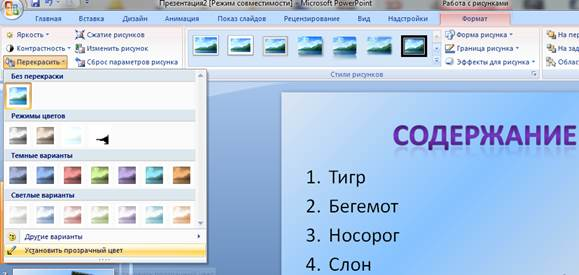 Презентация2 [Режим совместимости] - Microsoft PowerPoint
Работа с рисунками
Главная Вставка Дизайн Анимация Показ слайдов Рецензирование Вид Надстройки Формат
Яркость Сжатие рисунков Форма рисунка На пе
Контрастность Изменить рисунок Граница рисунка На зад
Перекрасить Сброс параметров рисунка Эффекты для рисунка Облас
Стили рисунков
Без перекраски
Режимы цветов
Темные варианты
Светлые варианты
Другие варианты
Установить прозрачный цвет
СОДЕРЖАНИЕ
1. Тигр
2. Бегемот
3. Носорог
4. Слон